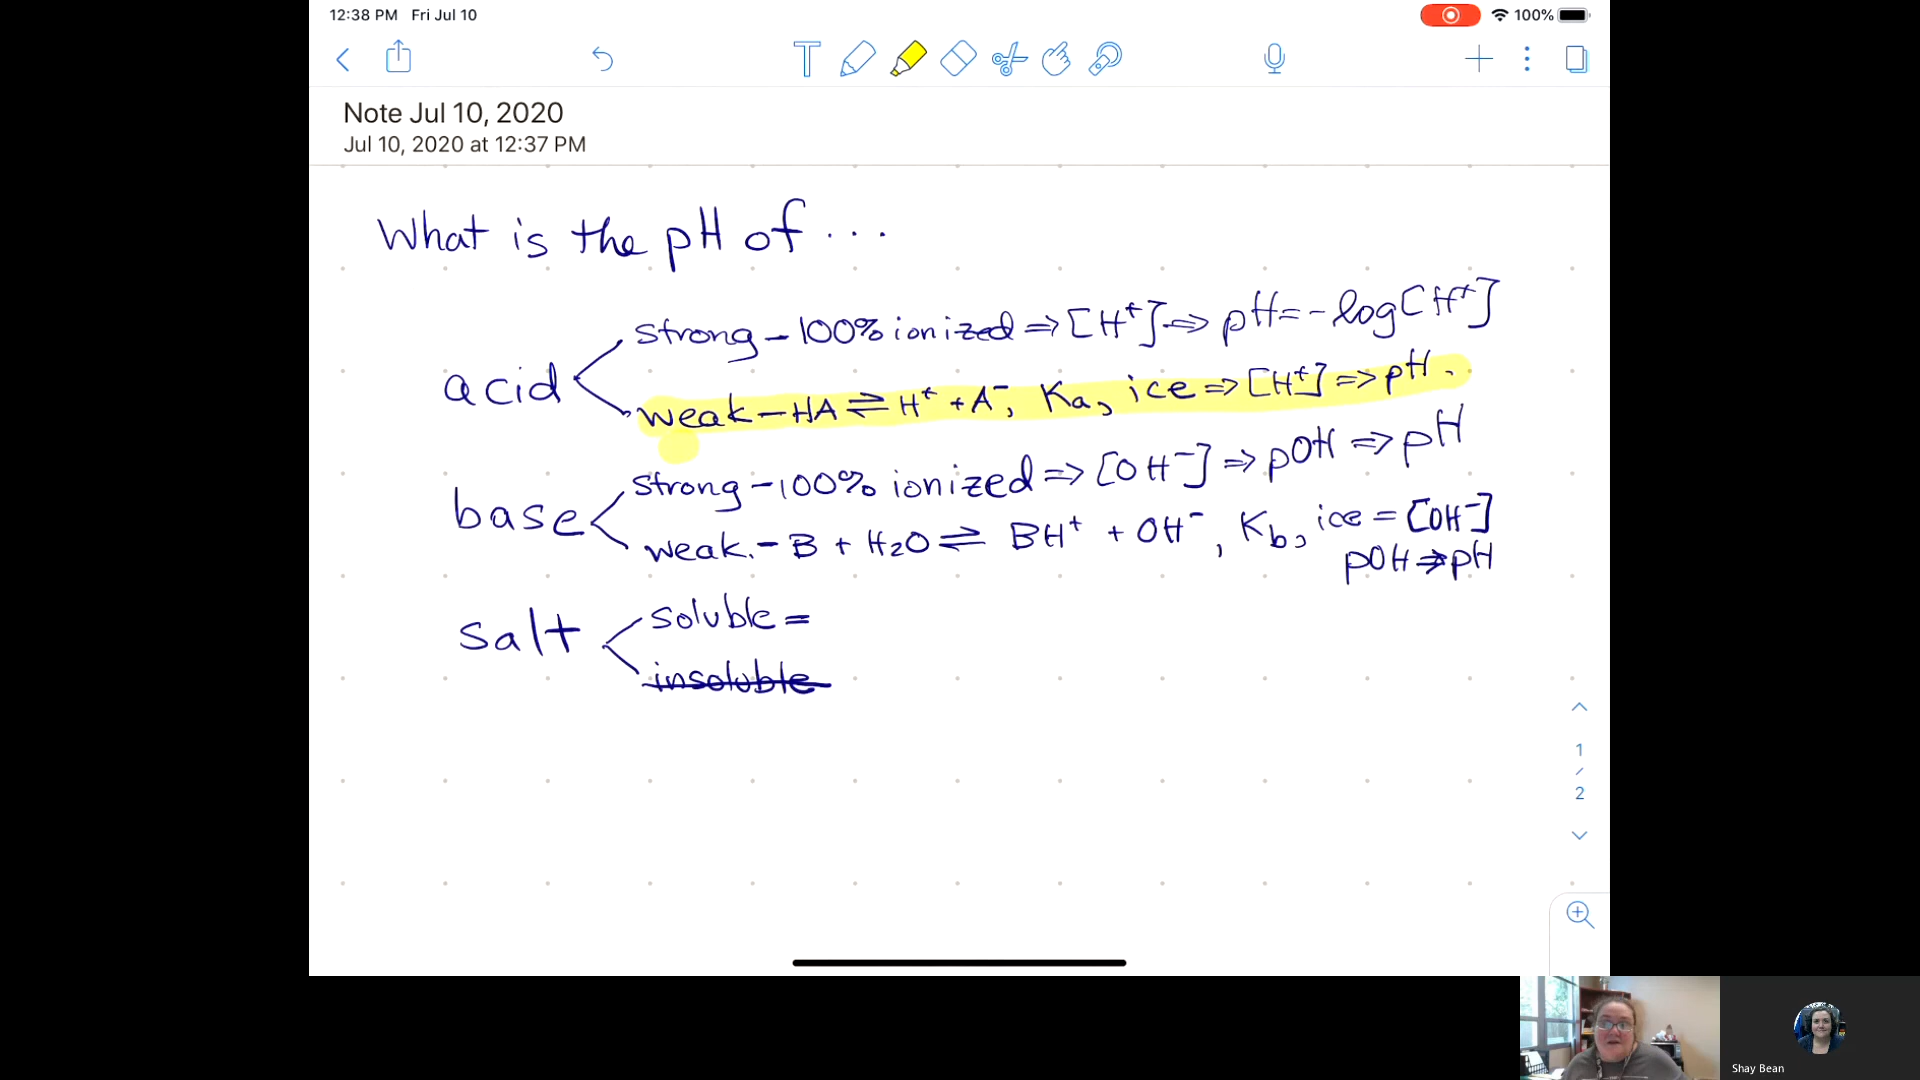 12:38 PM Fri Jul 10 100%
Note Jul 10, 2020
Jul 10, 2020 at 12:37 PM
What is the pH of ...
acid
strong - 100% ionized ⇒ [H⁺] ⇒ pH = -log[H⁺]
weak - HA ⇌ H⁺ + A⁻, Ka, ice ⇒ [H⁺] ⇒ pH.
base
strong - 100% ionized ⇒ [OH⁻] ⇒ pOH ⇒ pH
weak. - B + H₂O ⇌ BH⁺ + OH⁻, Kb, ice = [OH⁻]
pOH ⇒ pH
salt
soluble =
insoluble
1
/
2
Shay Bean